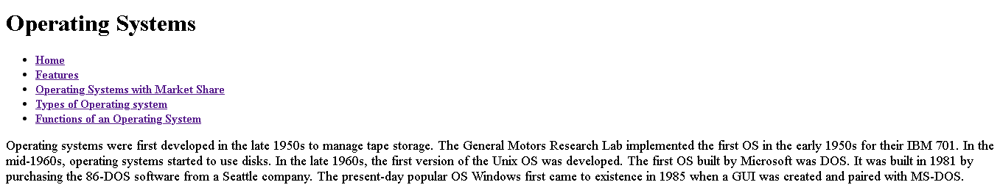 Operating Systems
Home
Features
Operating Systems with Market Share
Types of Operating system
Functions of an Operating System
Operating systems were first developed in the late 1950s to manage tape storage. The General Motors Research Lab implemented the first OS in the early 1950s for their IBM 701. In the
mid-1960s, operating systems started to use disks. In the late 1960s, the first version of the Unix OS was developed. The first OS built by Microsoft was DOS. It was built in 1981 by
purchasing the 86-DOS software from a Seattle company. The present-day popular OS Windows first came to existence in 1985 when a GUI was created and paired with MS-DOS.